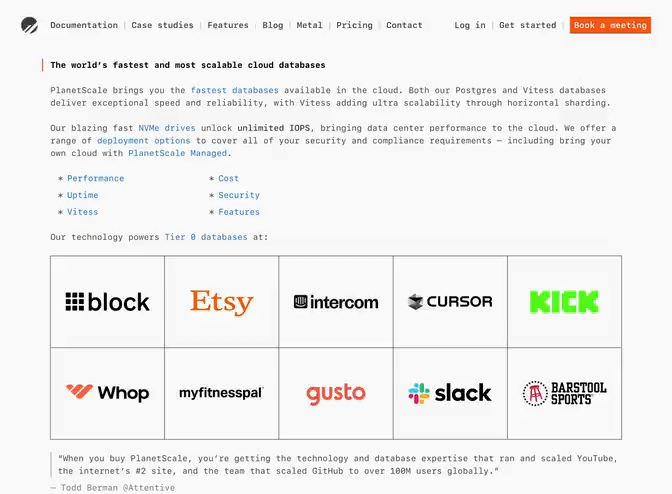 Documentation | Case studies | Features | Blog | Metal | Pricing | Contact Log in | Get started | Book a meeting
The world's fastest and most scalable cloud databases
PlanetScale brings you the fastest databases available in the cloud. Both our Postgres and Vitess databases
deliver exceptional speed and reliability, with Vitess adding ultra scalability through horizontal sharding.
Our blazing fast NVMe drives unlock unlimited IOPS, bringing data center performance to the cloud. We offer a
range of deployment options to cover all of your security and compliance requirements — including bring your
own cloud with PlanetScale Managed.
* Performance * Cost
* Uptime * Security
* Vitess * Features
Our technology powers Tier 0 databases at:
block Etsy intercom CURSOR KICK
Whop myfitnesspal gusto slack BARSTOOL SPORTS
"When you buy PlanetScale, you're getting the technology and database expertise that ran and scaled YouTube,
the internet's #2 site, and the team that scaled GitHub to over 100M users globally."
— Todd Berman @Attentive